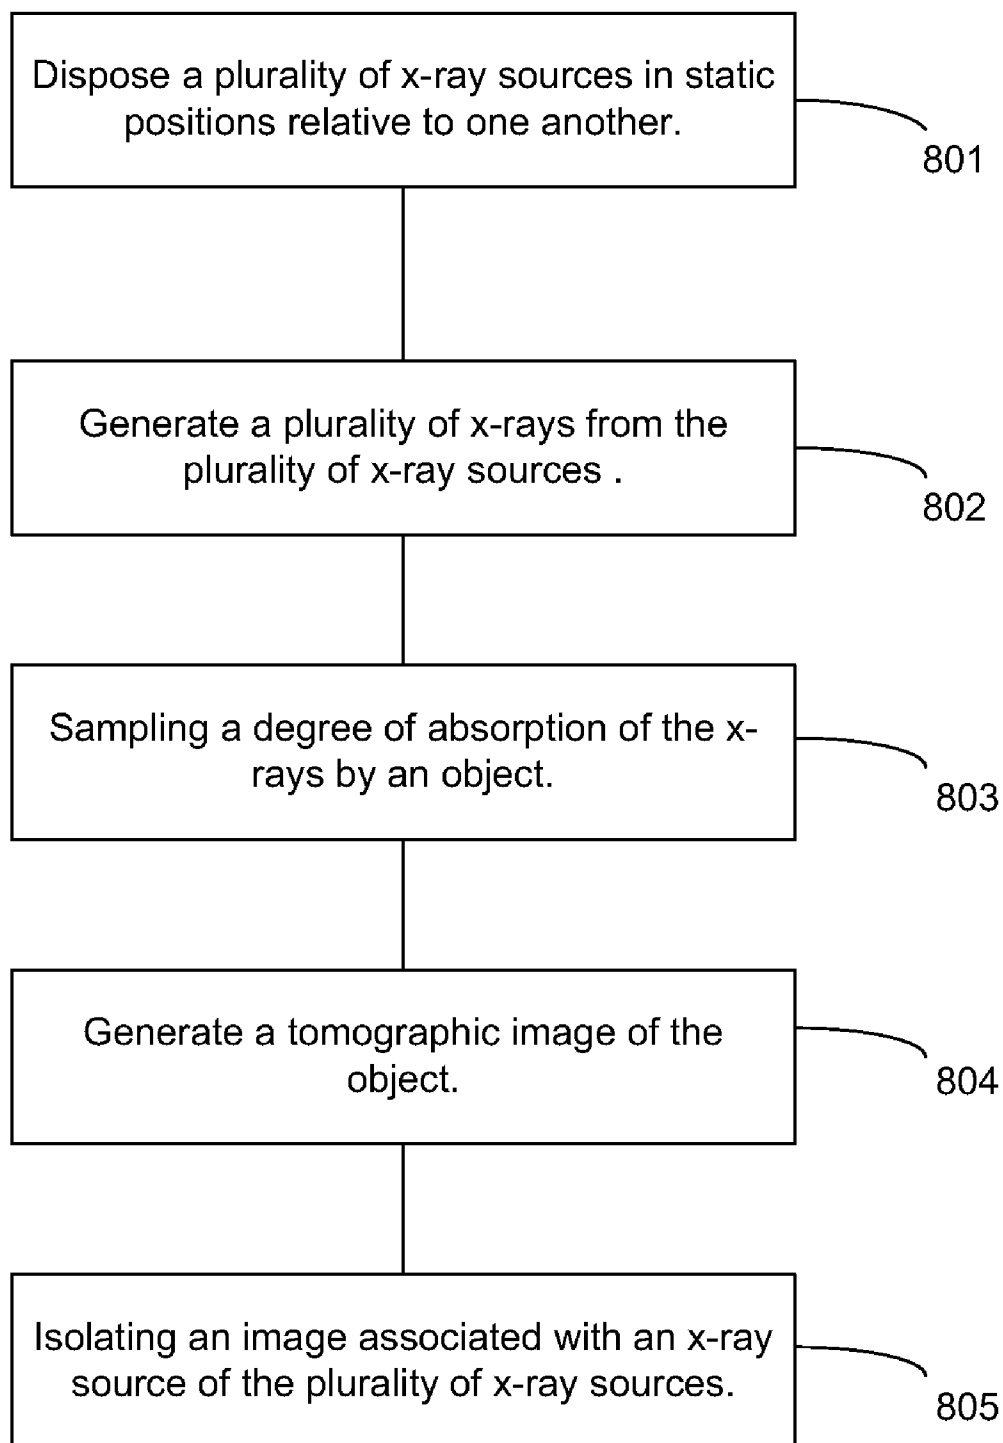 Dispose a plurality of x-ray sources in static
positions relative to one another.
801
Generate a plurality of x-rays from the
plurality of x-ray sources .
802
Sampling a degree of absorption of the x-
rays by an object.
803
Generate a tomographic image of the
object.
804
Isolating an image associated with an x-ray
source of the plurality of x-ray sources.
805